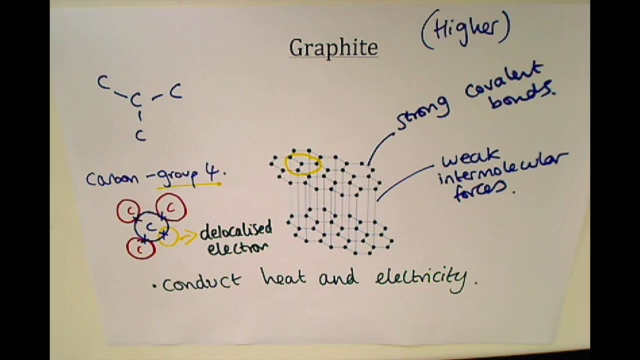 Graphite
(Higher)
C
C
C
C
strong covalent
bonds.
weak
intermolecular
forces.
Carbon - group 4.
C
C
C
C
delocalised
electron
• conduct heat and electricity.